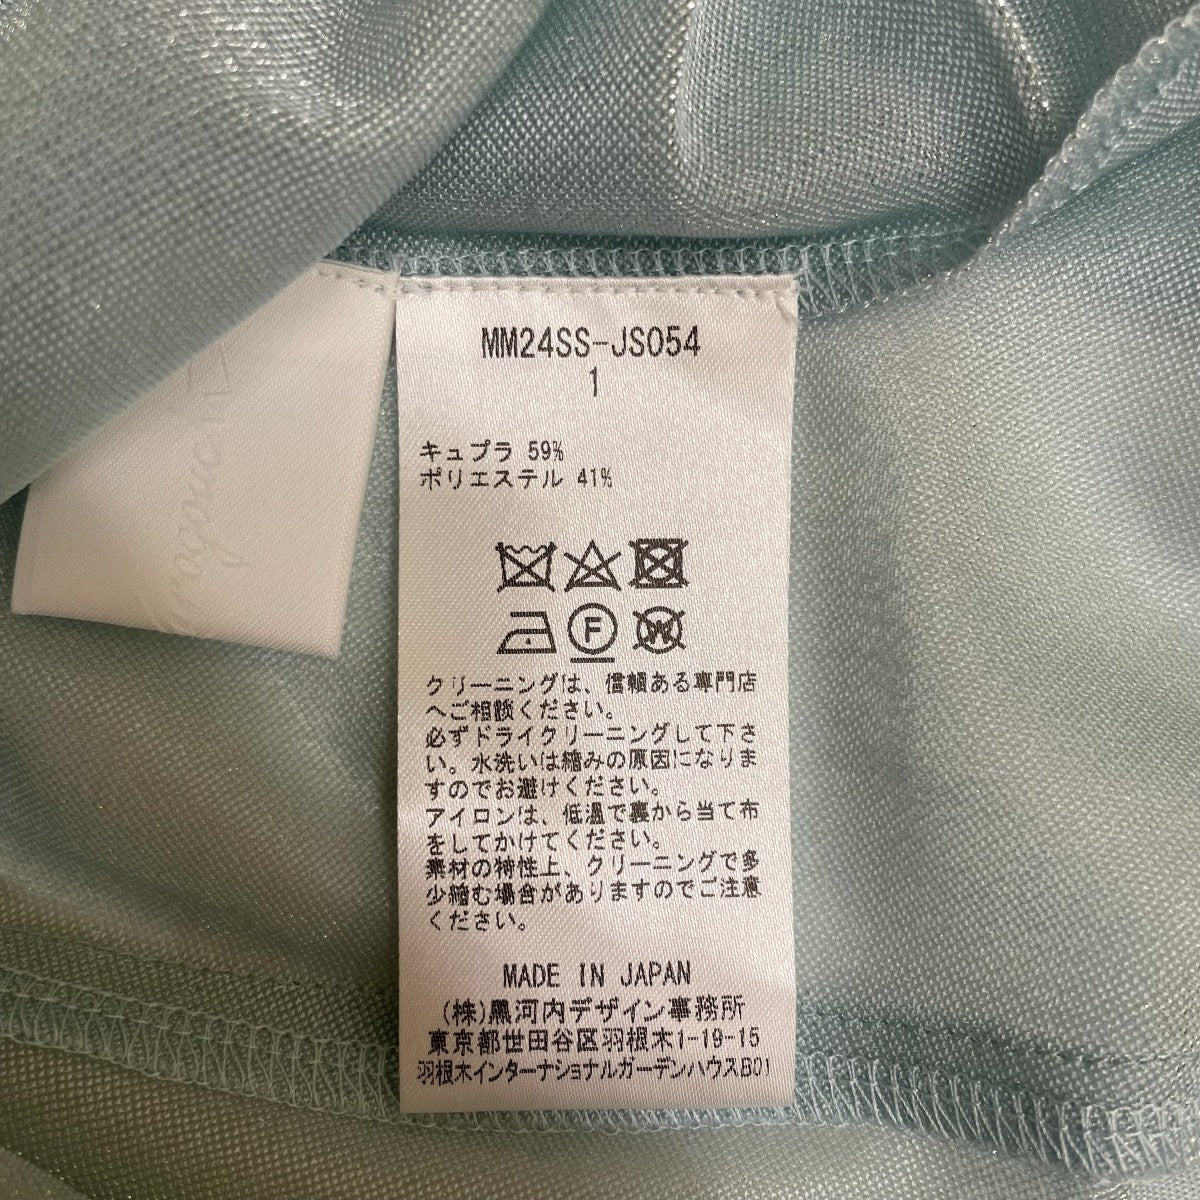 MM24SS-JS054
1
キュプラ 59%
ポリエステル 41%
F
W
クリーニングは、信頼ある専門店
へご相談ください。
必ずドライクリーニングして下さ
い。水洗いは縮みの原因になりま
すのでお避けください。
アイロンは、低温で裏から当て布
をしてかけてください。
素材の特性上、クリーニングで多
少縮む場合がありますのでご注意
ください。
MADE IN JAPAN
(株)黒河内デザイン事務所
東京都世田谷区羽根木1-19-15
羽根木インターナショナルガーデンハウスB01